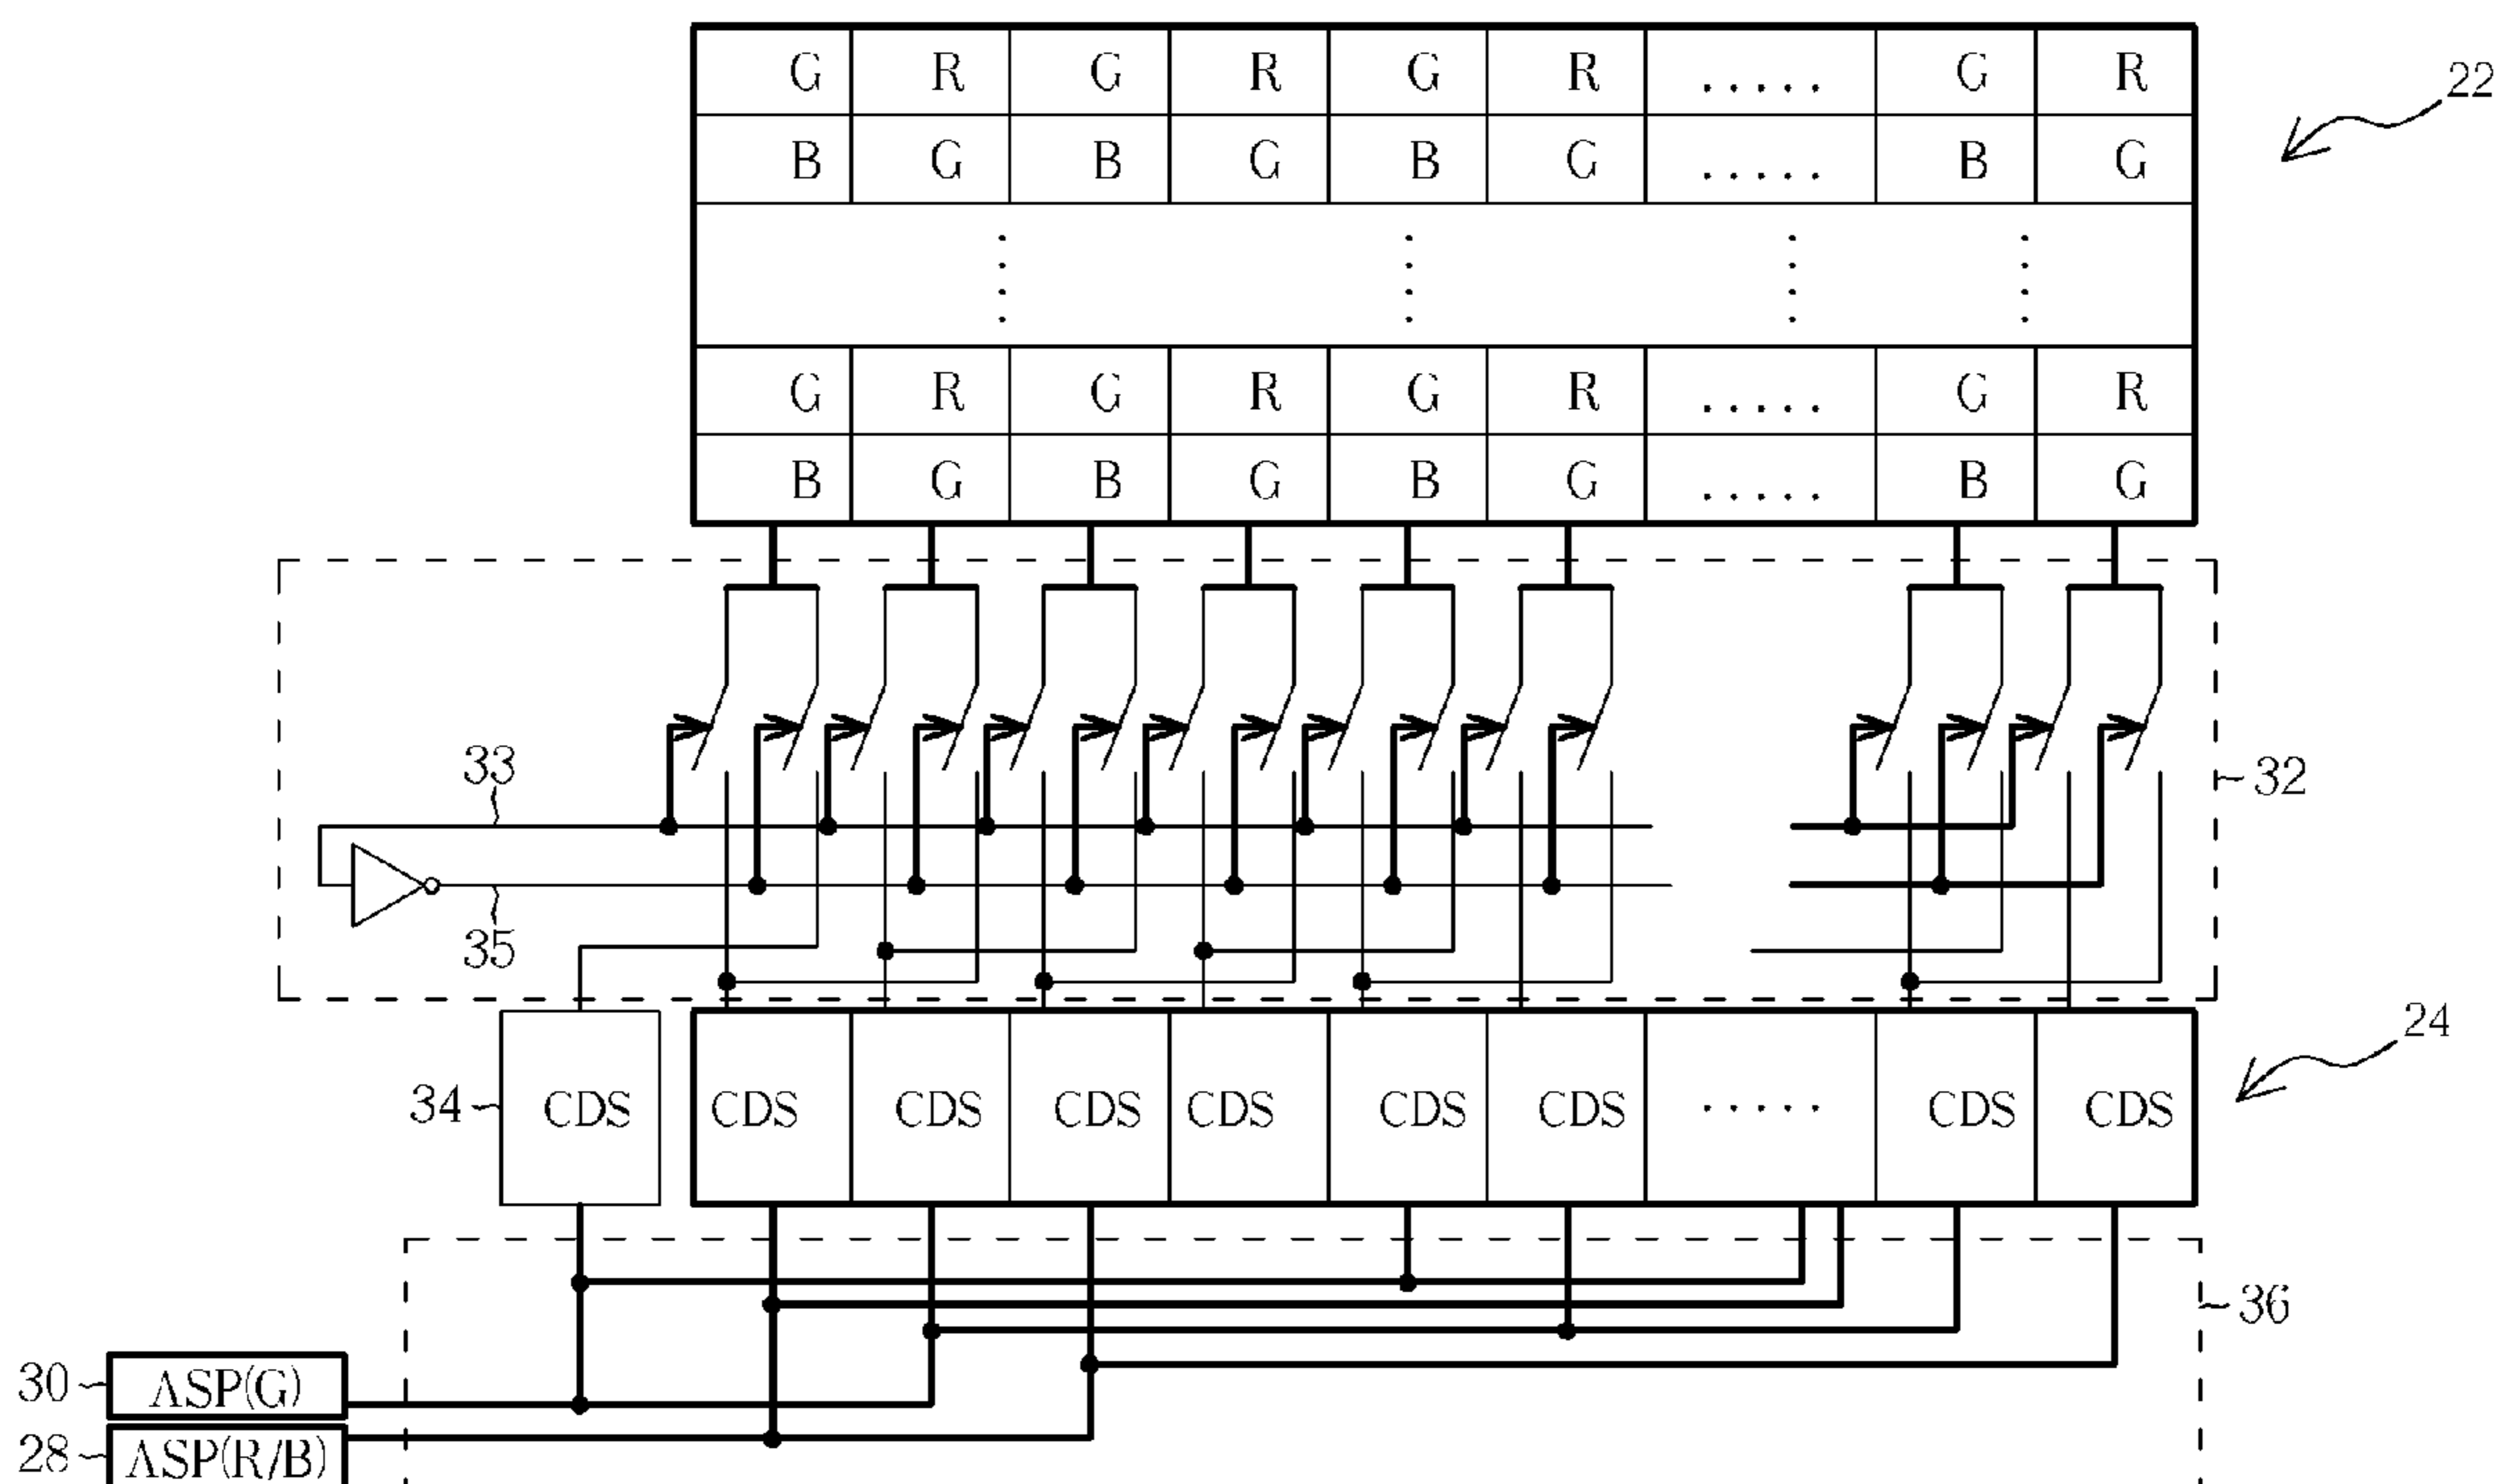 G R G R G R ..... G R
22
B G B G B G ..... B G
G R G R G R ..... G R
B G B G B G ..... B G
33
32
35
24
34 CDS CDS CDS CDS CDS CDS CDS ..... CDS CDS
36
30 ASP(G)
28 ASP(R/B)